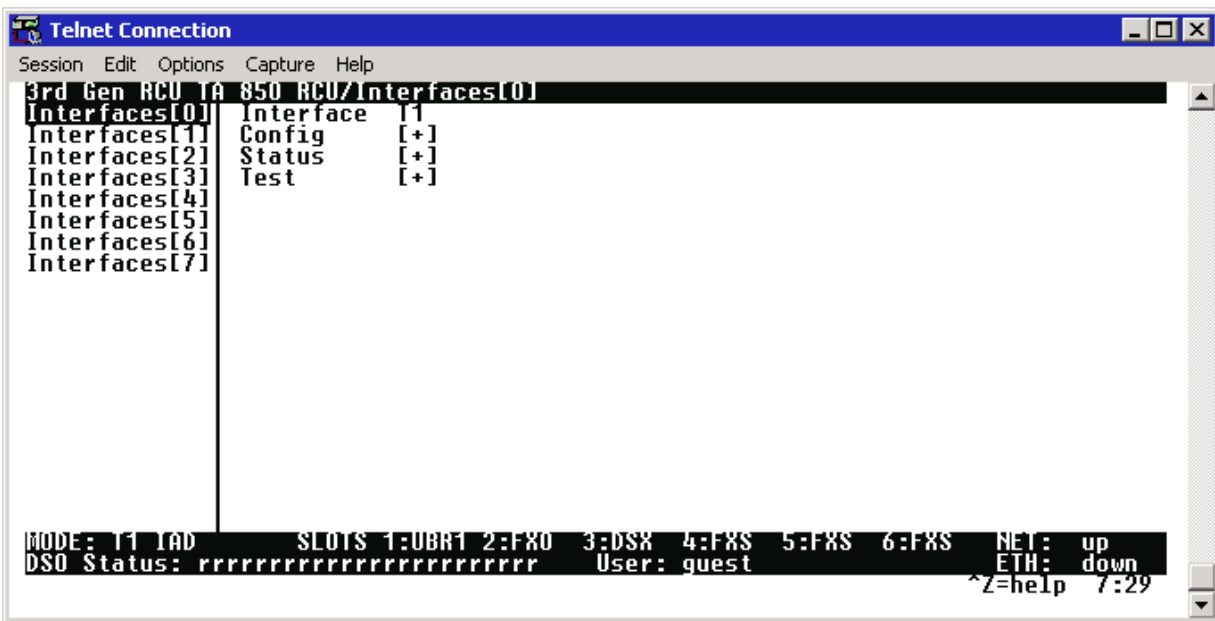 Telnet Connection
Session Edit Options Capture Help
3rd Gen RCU TA 850 RCU/Interfaces[0]
Interfaces[0] Interface T1
Interfaces[1] Config [+]
Interfaces[2] Status [+]
Interfaces[3] Test [+]
Interfaces[4]
Interfaces[5]
Interfaces[6]
Interfaces[7]
MODE: T1 IAD SLOTS 1:UBR1 2:FXO 3:DSX 4:FXS 5:FXS 6:FXS NET: up
DS0 Status: rrrrrrrrrrrrrrrrrrrrrrrr User: guest ETH: down
^Z=help 7:29